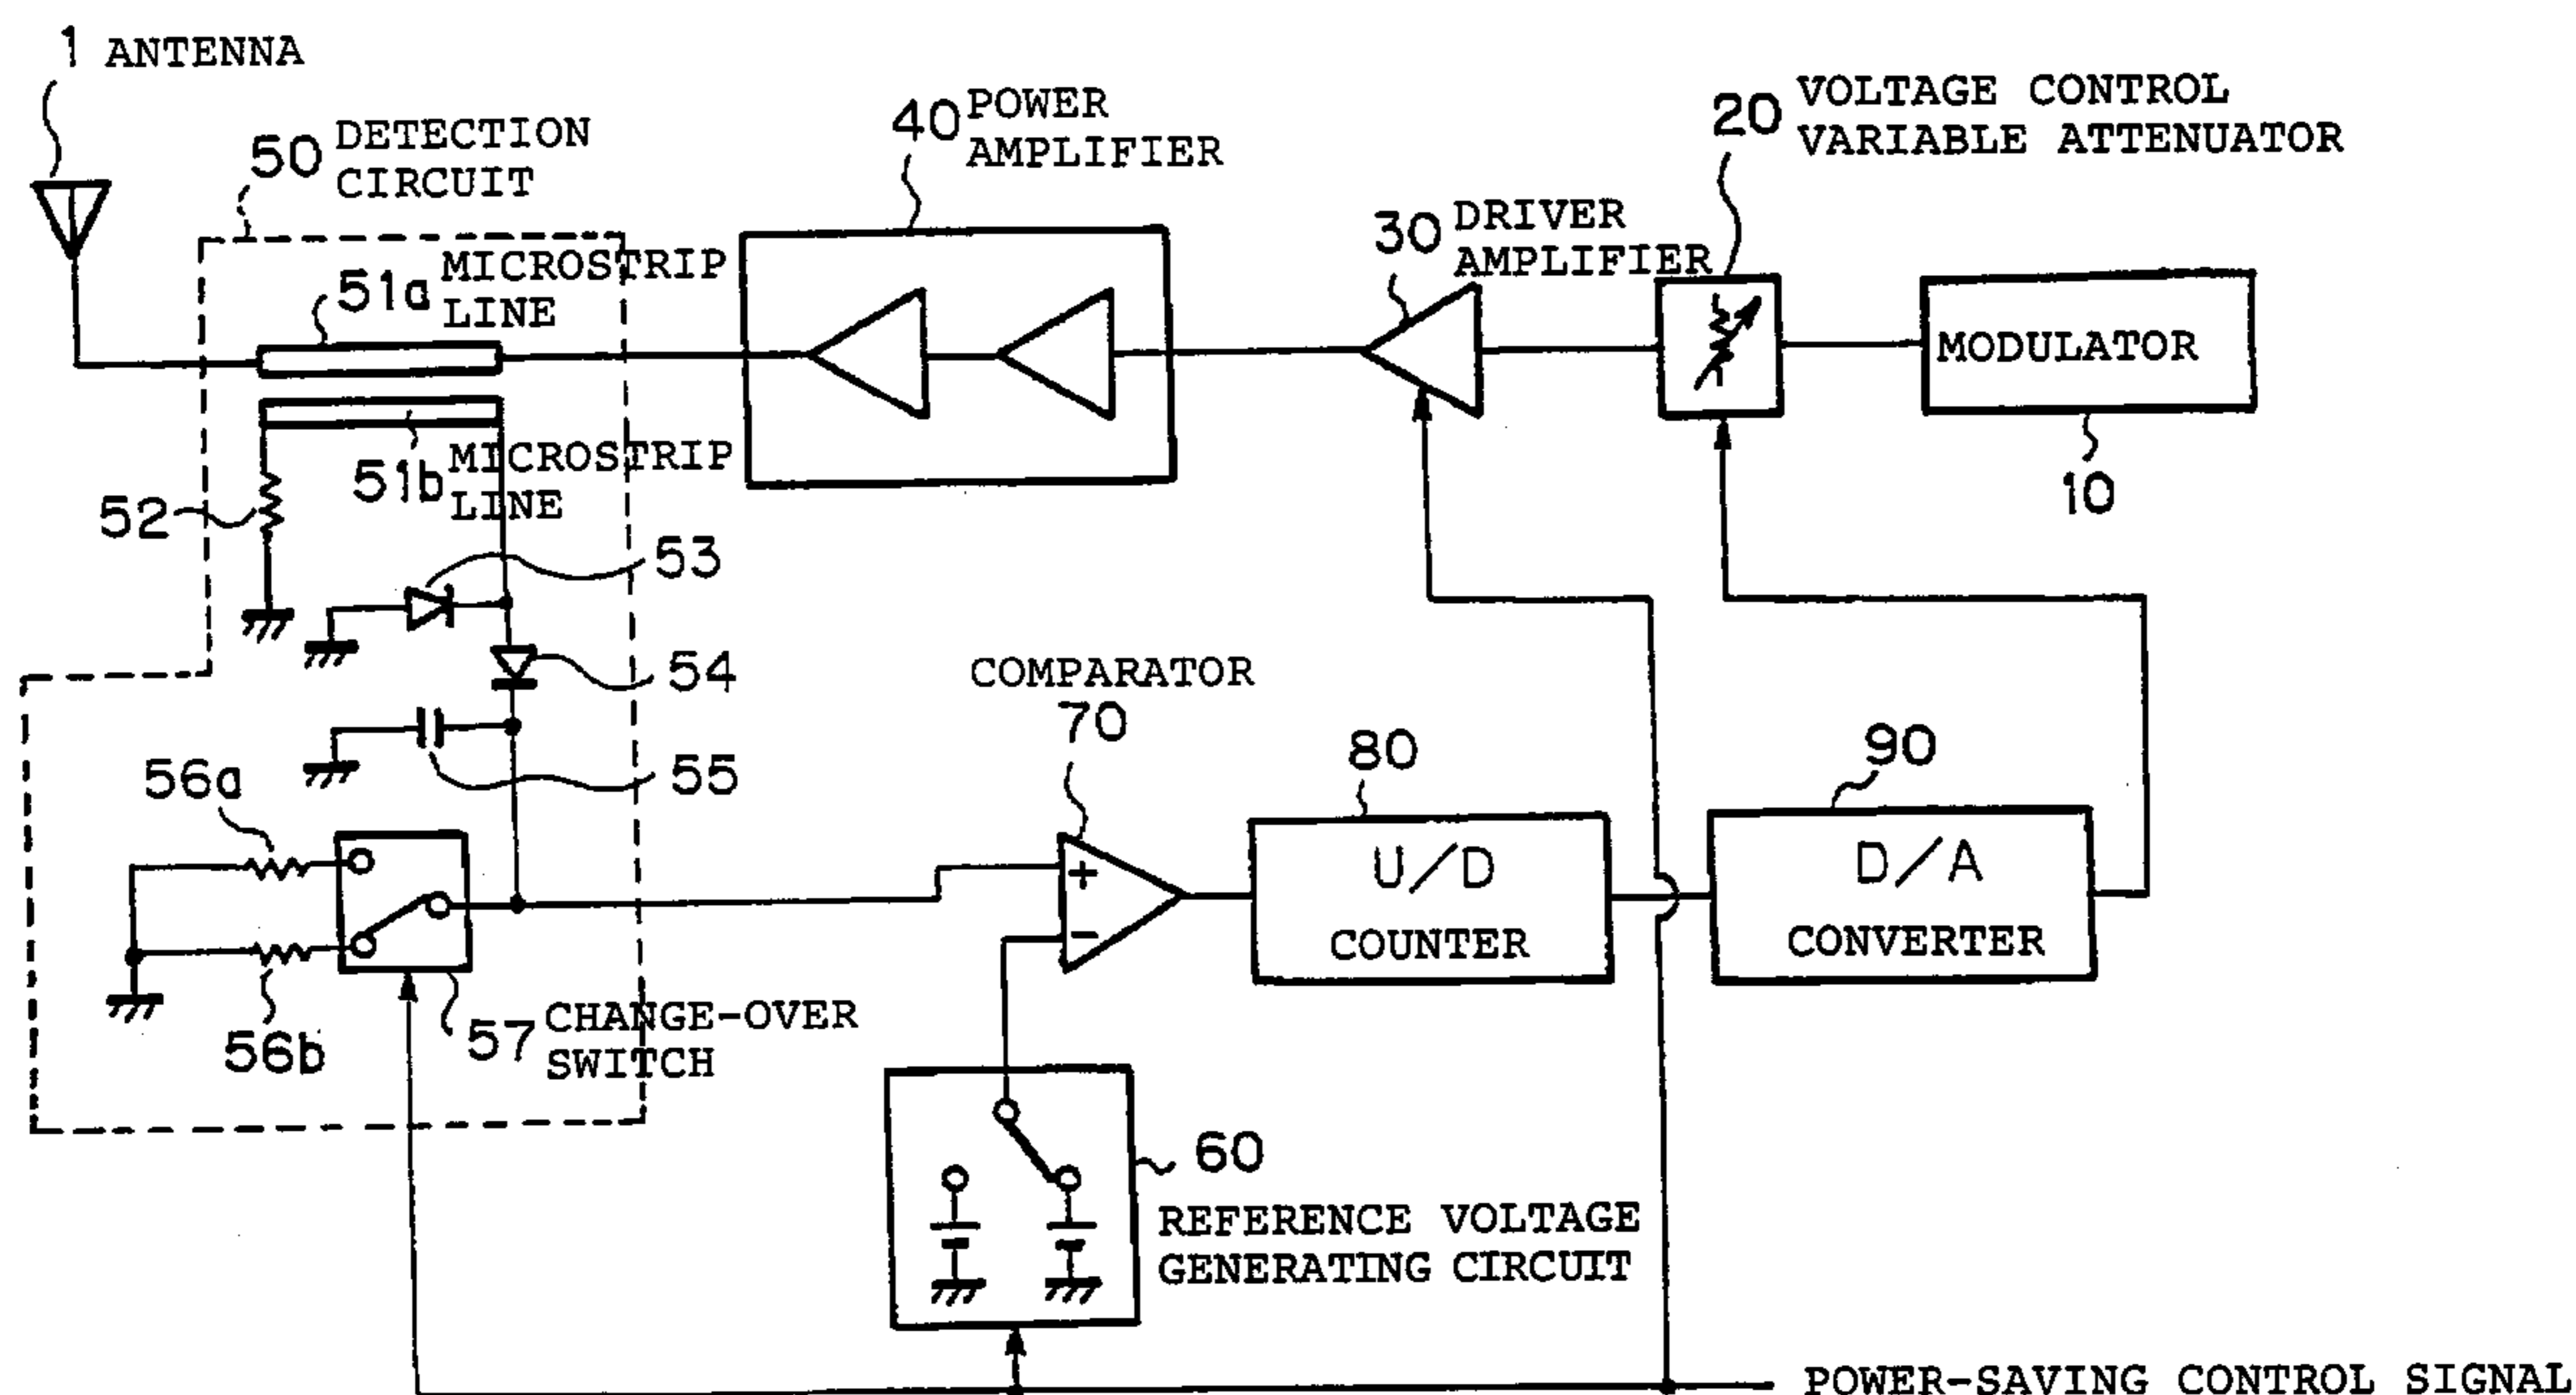 1 ANTENNA
50 DETECTION
CIRCUIT
40 POWER
AMPLIFIER
20 VOLTAGE CONTROL
VARIABLE ATTENUATOR
30 DRIVER
AMPLIFIER
51a MICROSTRIP
LINE
MODULATOR
10
51b MICROSTRIP
LINE
52
53
54
55
COMPARATOR
70
80
90
56a
+
−
U/D
COUNTER
D/A
CONVERTER
56b
57 CHANGE-OVER
SWITCH
60
REFERENCE VOLTAGE
GENERATING CIRCUIT
POWER-SAVING CONTROL SIGNAL